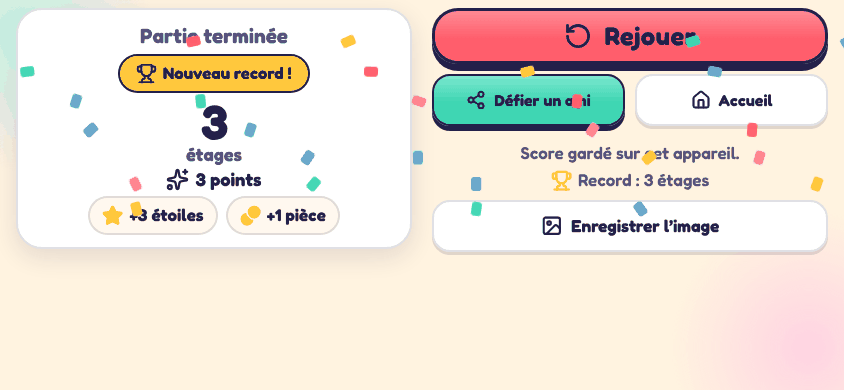 Partie terminée
Nouveau record !
3
étages
3 points
+3 étoiles
+1 pièce
Rejouer
Défier un ami
Accueil
Score gardé sur cet appareil.
Record : 3 étages
Enregistrer l'image